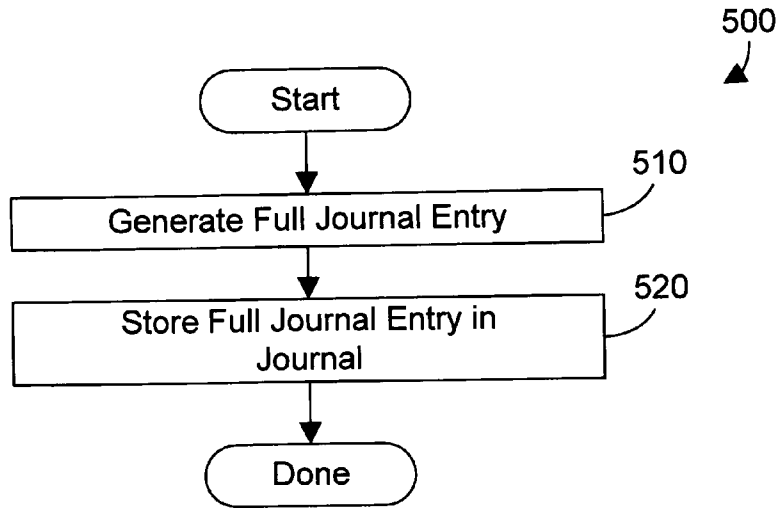 500
Start
510
Generate Full Journal Entry
520
Store Full Journal Entry in
Journal
Done